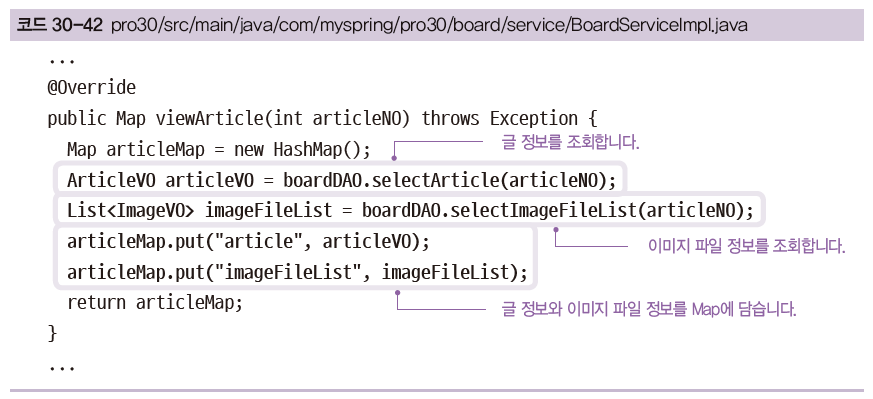 코드 30-42 pro30/src/main/java/com/myspring/pro30/board/service/BoardServiceImpl.java
...
@Override
public Map viewArticle(int articleNO) throws Exception {
Map articleMap = new HashMap();
글 정보를 조회합니다.
ArticleVO articleVO = boardDAO.selectArticle(articleNO);
List<ImageVO> imageFileList = boardDAO.selectImageFileList(articleNO);
articleMap.put("article", articleVO);
이미지 파일 정보를 조회합니다.
articleMap.put("imageFileList", imageFileList);
return articleMap;
글 정보와 이미지 파일 정보를 Map에 담습니다.
}
...